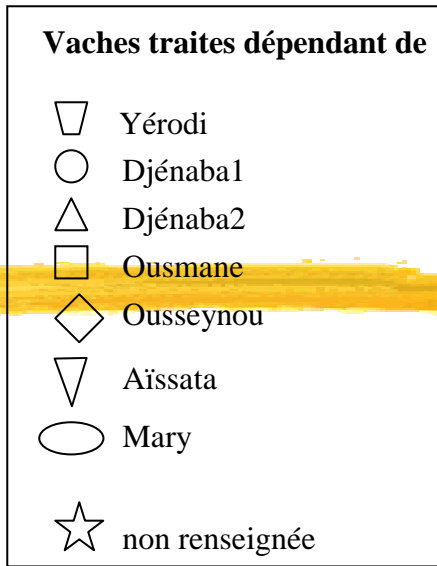 Vaches traites dépendant de
Yérodi
Djénaba1
Djénaba2
Ousmane
Ousseynou
Aïssata
Mary
non renseignée